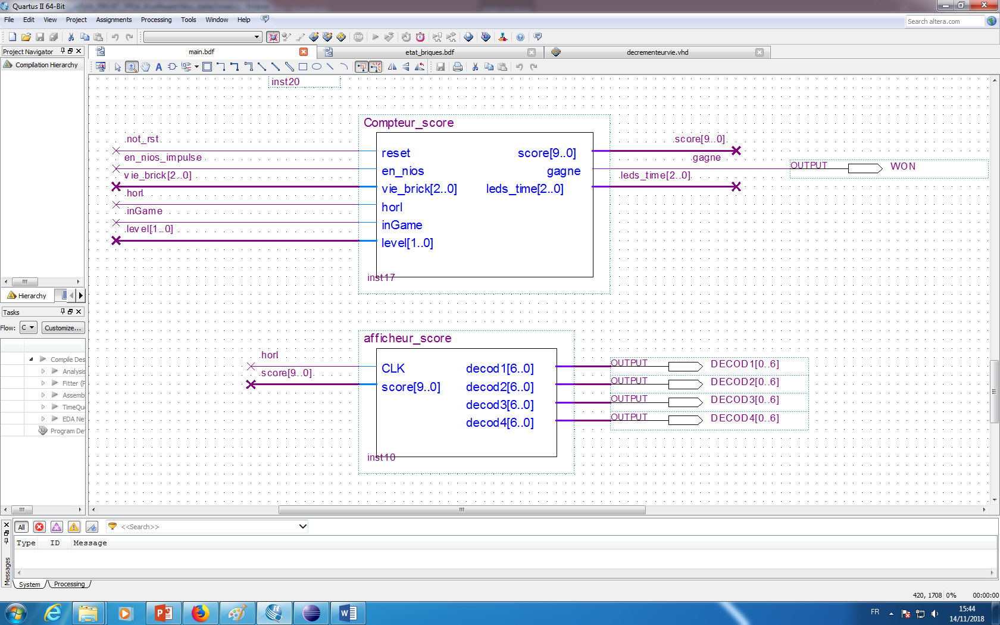 Quartus II 64-Bit
File Edit View Project Assignments Processing Tools Window Help
Search altera.com
Project Navigator
main.bdf
etat_briques.bdf
decrementeurvie.vhd
Compilation Hierarchy
inst20
Compteur_score
not_rst
en_nios_impulse
vie_brick[2..0]
horl
inGame
level[1..0]
reset
en_nios
vie_brick[2..0]
horl
inGame
level[1..0]
score[9..0]
gagne
leds_time[2..0]
inst17
score[9..0]
gagne
leds_time[2..0]
OUTPUT
WON
Hierarchy
Tasks
Flow: C Customize...
Compile Des
Analysis
Fitter (P
Assemb
TimeQue
EDA Ne
Program De
afficheur_score
horl
score[9..0]
CLK
score[9..0]
decod1[6..0]
decod2[6..0]
decod3[6..0]
decod4[6..0]
inst10
OUTPUT DECOD1[0..6]
OUTPUT DECOD2[0..6]
OUTPUT DECOD3[0..6]
OUTPUT DECOD4[0..6]
All
<<Search>>
Type ID Message
Messages
System Processing
420, 1708 0% 00:00:00
FR
15:44
14/11/2018